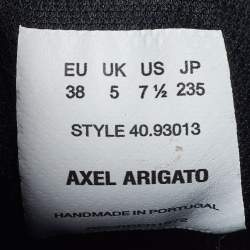 EU UK US JP
38 5 7 ½ 235
STYLE 40.93013
AXEL ARIGATO
HANDMADE IN PORTUGAL